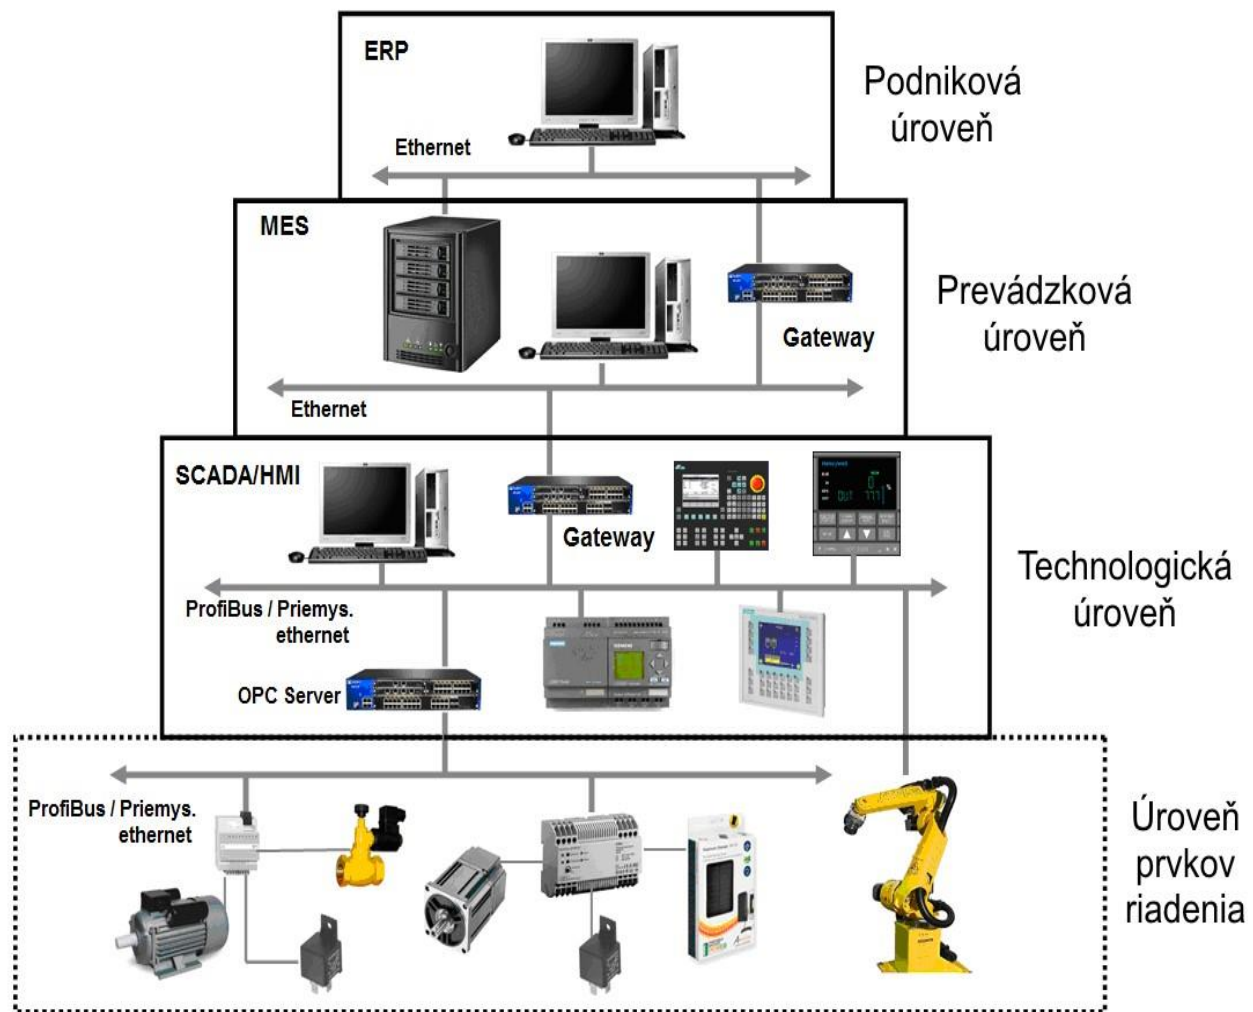 ERP
Podniková
úroveň
Ethernet
MES
Prevádzková
úroveň
Gateway
Ethernet
SCADA/HMI
Gateway
Technologická
úroveň
ProfiBus / Priemys.
ethernet
OPC Server
ProfiBus / Priemys.
ethernet
Úroveň
prvkov
riadenia